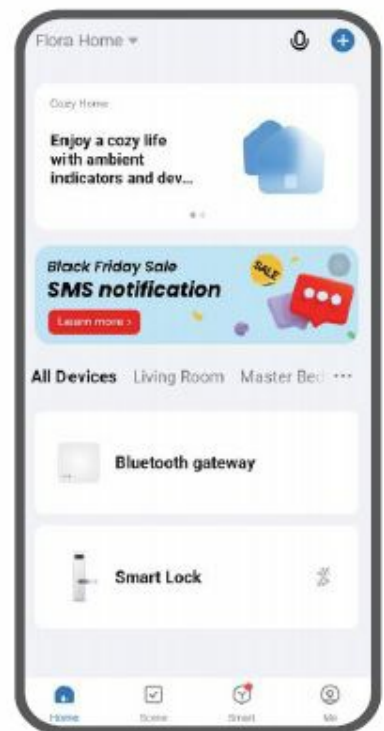 Flora Home
Cozy Home
Enjoy a cozy life
with ambient
indicators and dev...
Black Friday Sale
SALE
SMS notification
Learn more >
All Devices Living Room Master Bed ...
Bluetooth gateway
Smart Lock
Home Scene Smart Me